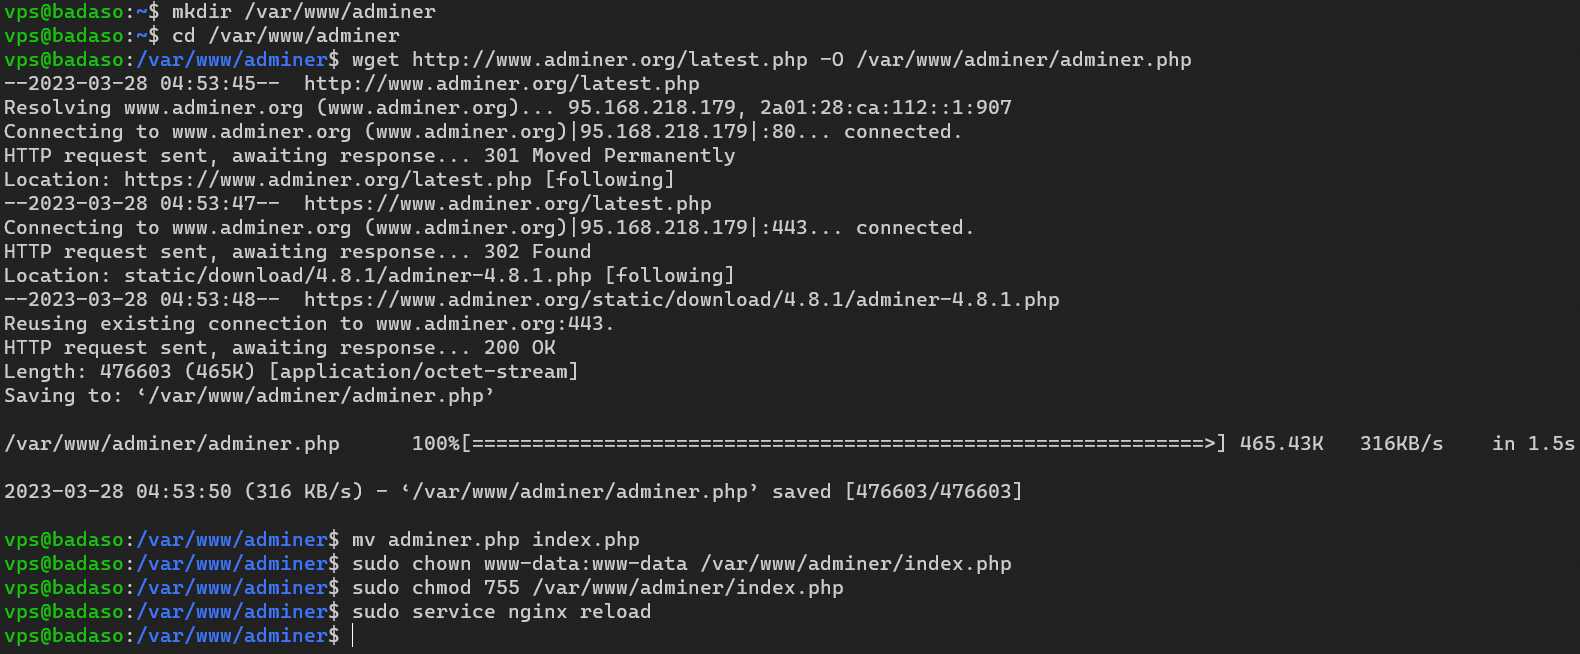 vps@badaso:~$ mkdir /var/www/adminer
vps@badaso:~$ cd /var/www/adminer
vps@badaso:/var/www/adminer$ wget http://www.adminer.org/latest.php -O /var/www/adminer/adminer.php
--2023-03-28 04:53:45--  http://www.adminer.org/latest.php
Resolving www.adminer.org (www.adminer.org)... 95.168.218.179, 2a01:28:ca:112::1:907
Connecting to www.adminer.org (www.adminer.org)|95.168.218.179|:80... connected.
HTTP request sent, awaiting response... 301 Moved Permanently
Location: https://www.adminer.org/latest.php [following]
--2023-03-28 04:53:47--  https://www.adminer.org/latest.php
Connecting to www.adminer.org (www.adminer.org)|95.168.218.179|:443... connected.
HTTP request sent, awaiting response... 302 Found
Location: static/download/4.8.1/adminer-4.8.1.php [following]
--2023-03-28 04:53:48--  https://www.adminer.org/static/download/4.8.1/adminer-4.8.1.php
Reusing existing connection to www.adminer.org:443.
HTTP request sent, awaiting response... 200 OK
Length: 476603 (465K) [application/octet-stream]
Saving to: ‘/var/www/adminer/adminer.php’
/var/www/adminer/adminer.php      100%[=============================================================>] 465.43K   316KB/s    in 1.5s
2023-03-28 04:53:50 (316 KB/s) - ‘/var/www/adminer/adminer.php’ saved [476603/476603]
vps@badaso:/var/www/adminer$ mv adminer.php index.php
vps@badaso:/var/www/adminer$ sudo chown www-data:www-data /var/www/adminer/index.php
vps@badaso:/var/www/adminer$ sudo chmod 755 /var/www/adminer/index.php
vps@badaso:/var/www/adminer$ sudo service nginx reload
vps@badaso:/var/www/adminer$